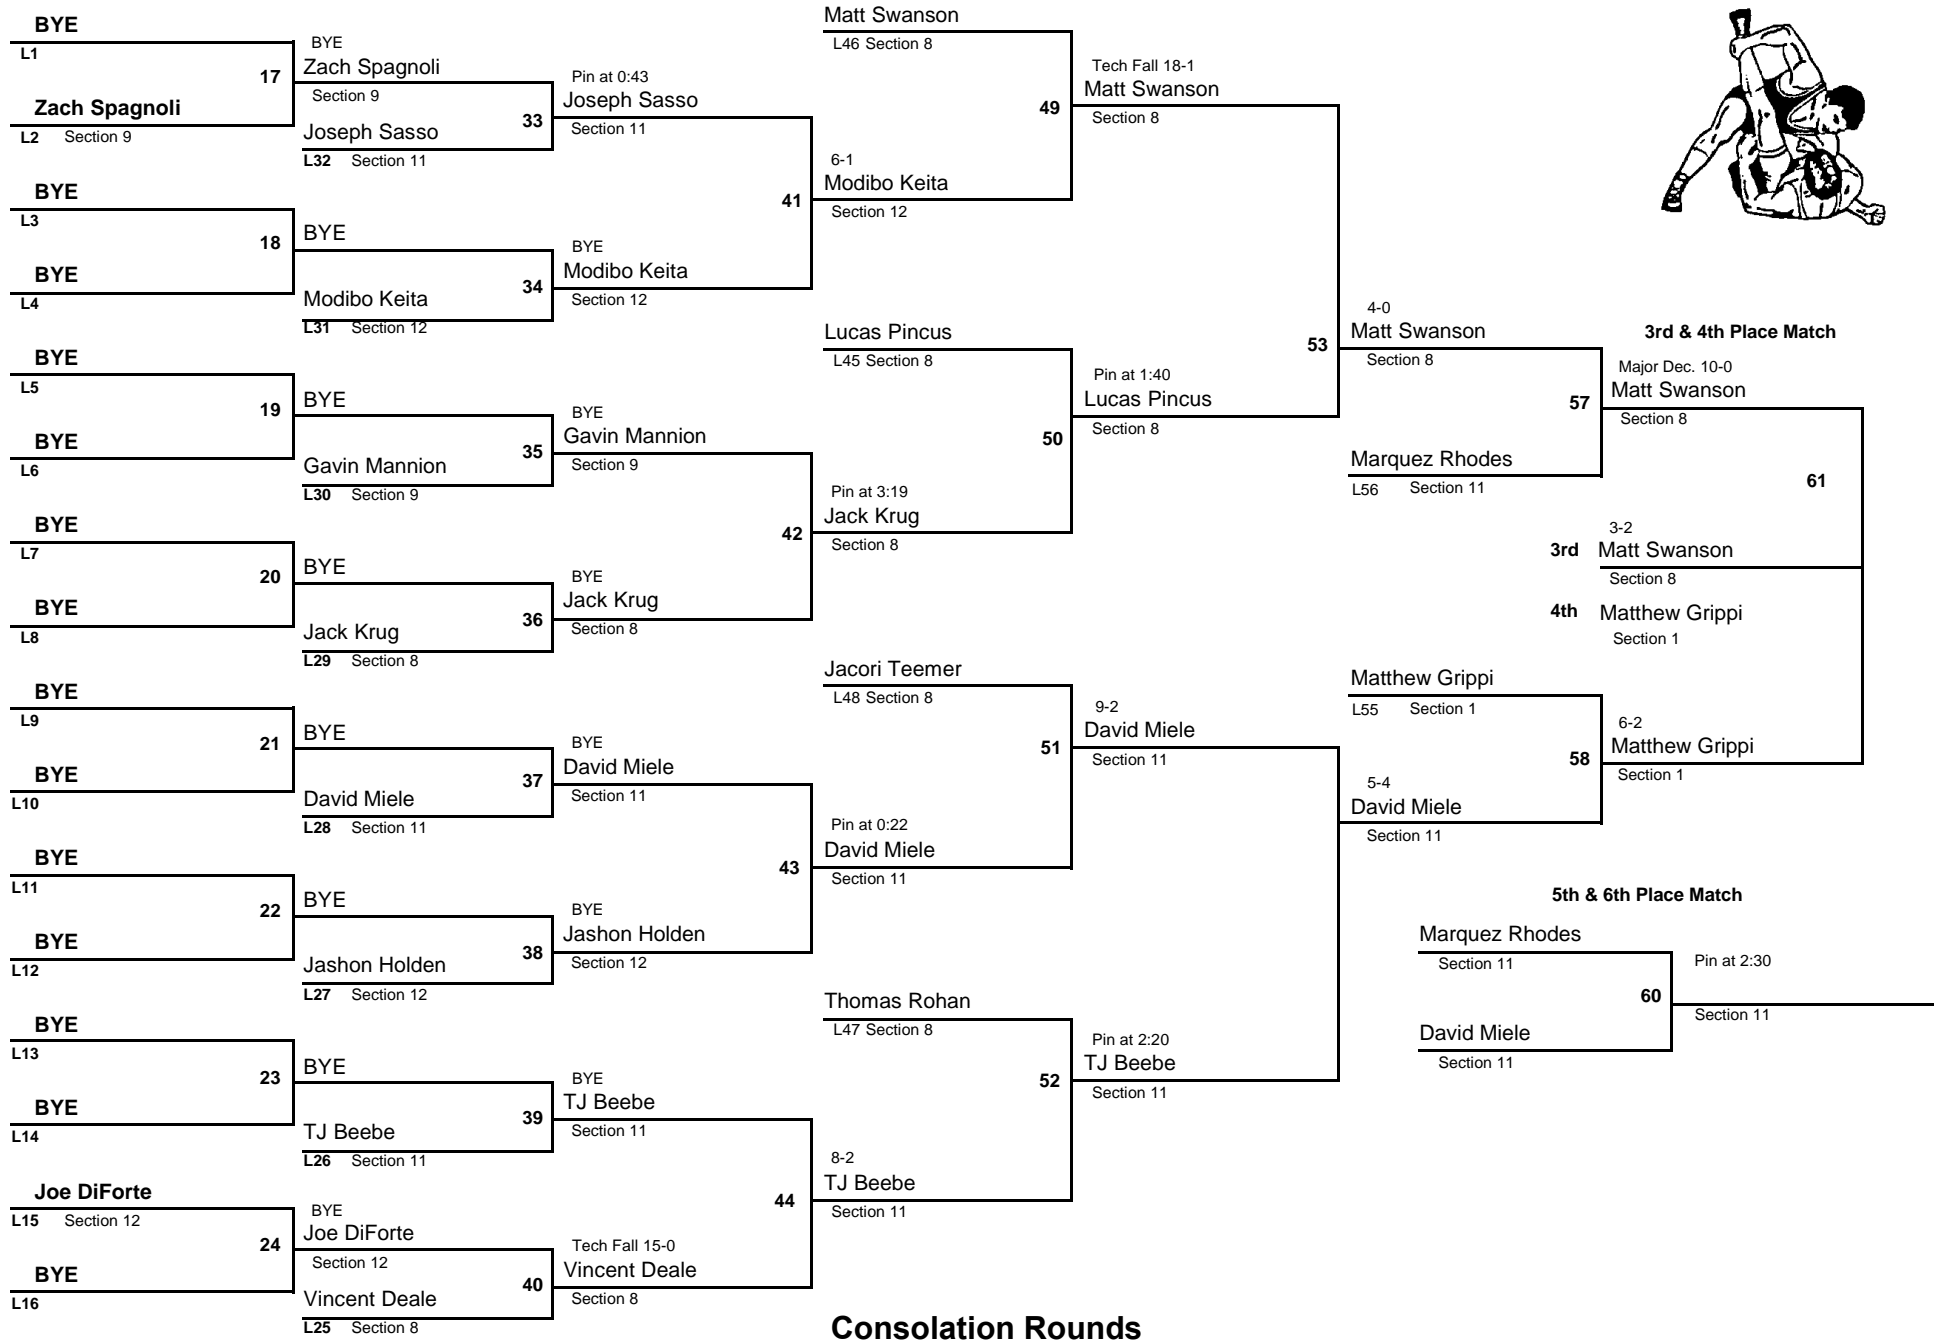 BYE
L1
17
Zach Spagnoli
L2 Section 9
BYE
L3
18
BYE
L4
BYE
L5
19
BYE
L6
BYE
L7
20
BYE
L8
BYE
L9
21
BYE
L10
BYE
L11
22
BYE
L12
BYE
L13
23
BYE
L14
Joe DiForte
L15 Section 12
24
BYE
L16
BYE
Zach Spagnoli
Section 9
33
Joseph Sasso
L32 Section 11
BYE
34
Modibo Keita
L31 Section 12
BYE
35
Gavin Mannion
L30 Section 9
BYE
36
Jack Krug
L29 Section 8
BYE
37
David Miele
L28 Section 11
BYE
38
Jashon Holden
L27 Section 12
BYE
39
TJ Beebe
L26 Section 11
BYE
Joe DiForte
Section 12
40
Vincent Deale
L25 Section 8
Pin at 0:43
Joseph Sasso
Section 11
41
BYE
Modibo Keita
Section 12
BYE
Gavin Mannion
Section 9
42
BYE
Jack Krug
Section 8
BYE
David Miele
Section 11
43
BYE
Jashon Holden
Section 12
BYE
TJ Beebe
Section 11
44
Tech Fall 15-0
Vincent Deale
Section 8
Matt Swanson
L46 Section 8
49
6-1
Modibo Keita
Section 12
Lucas Pincus
L45 Section 8
50
Pin at 3:19
Jack Krug
Section 8
Jacori Teemer
L48 Section 8
51
Pin at 0:22
David Miele
Section 11
Thomas Rohan
L47 Section 8
52
8-2
TJ Beebe
Section 11
Tech Fall 18-1
Matt Swanson
Section 8
53
Pin at 1:40
Lucas Pincus
Section 8
9-2
David Miele
Section 11
Pin at 2:20
TJ Beebe
Section 11
4-0
Matt Swanson
Section 8
57
Marquez Rhodes
L56 Section 11
Matthew Grippi
L55 Section 1
58
5-4
David Miele
Section 11
3rd & 4th Place Match
Major Dec. 10-0
Matt Swanson
Section 8
61
3-2
3rd Matt Swanson
Section 8
4th Matthew Grippi
Section 1
6-2
Matthew Grippi
Section 1
5th & 6th Place Match
Marquez Rhodes
Section 11
60
Pin at 2:30
Section 11
David Miele
Section 11
Consolation Rounds